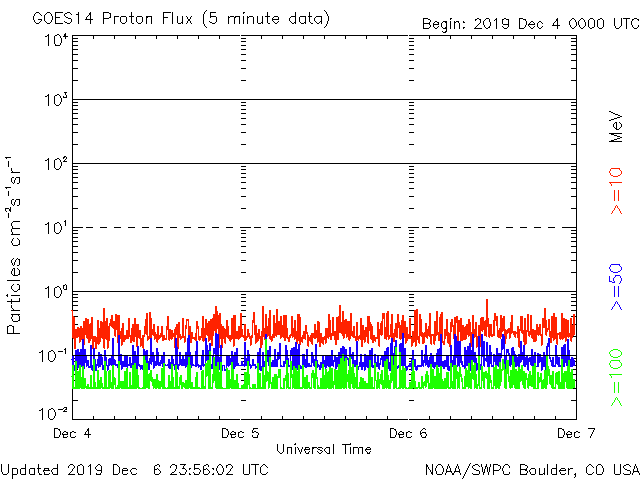 GOES14 Proton Flux (5 minute data)
Begin: 2019 Dec 4 0000 UTC
10⁴
10³
10²
10¹
10⁰
10⁻¹
10⁻²
Particles cm⁻²s⁻¹sr⁻¹
MeV
>=10
>=50
>=100
Dec 4
Dec 5
Dec 6
Dec 7
Universal Time
Updated 2019 Dec 6 23:56:02 UTC
NOAA/SWPC Boulder, CO USA